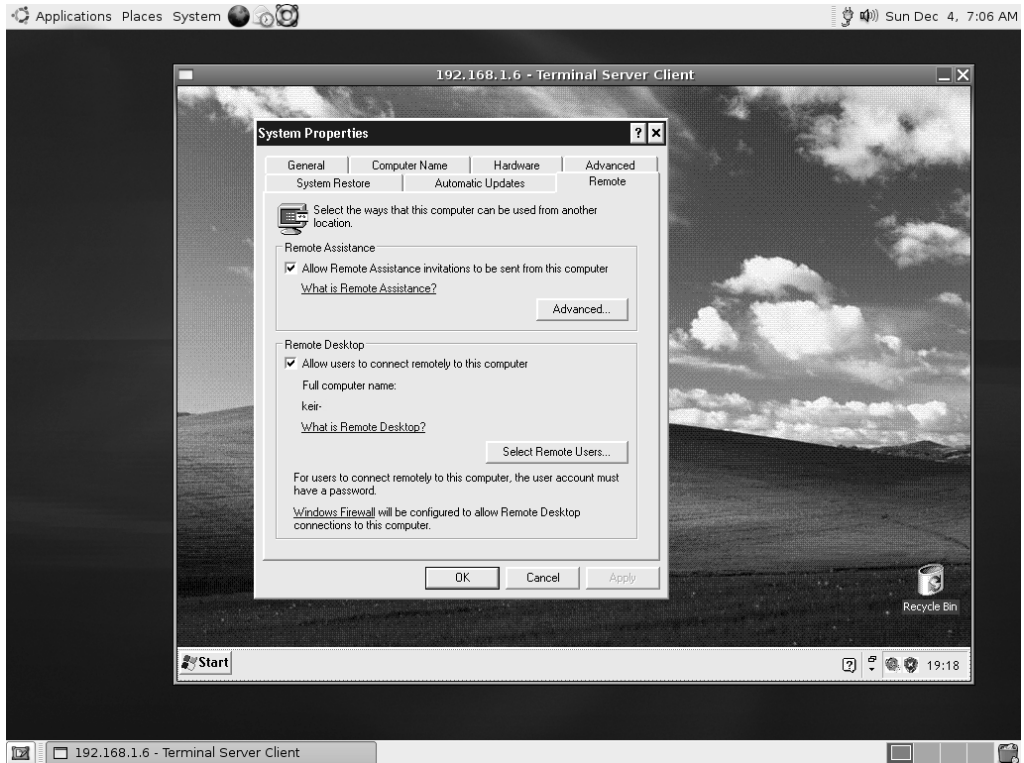 Applications Places System
Sun Dec 4, 7:06 AM
192.168.1.6 - Terminal Server Client
System Properties
General Computer Name Hardware Advanced
System Restore Automatic Updates Remote
Select the ways that this computer can be used from another
location.
Remote Assistance
Allow Remote Assistance invitations to be sent from this computer
What is Remote Assistance?
Advanced...
Remote Desktop
Allow users to connect remotely to this computer
Full computer name:
keir-
What is Remote Desktop?
Select Remote Users...
For users to connect remotely to this computer, the user account must
have a password.
Windows Firewall will be configured to allow Remote Desktop
connections to this computer.
OK Cancel Apply
Recycle Bin
Start
19:18
192.168.1.6 - Terminal Server Client